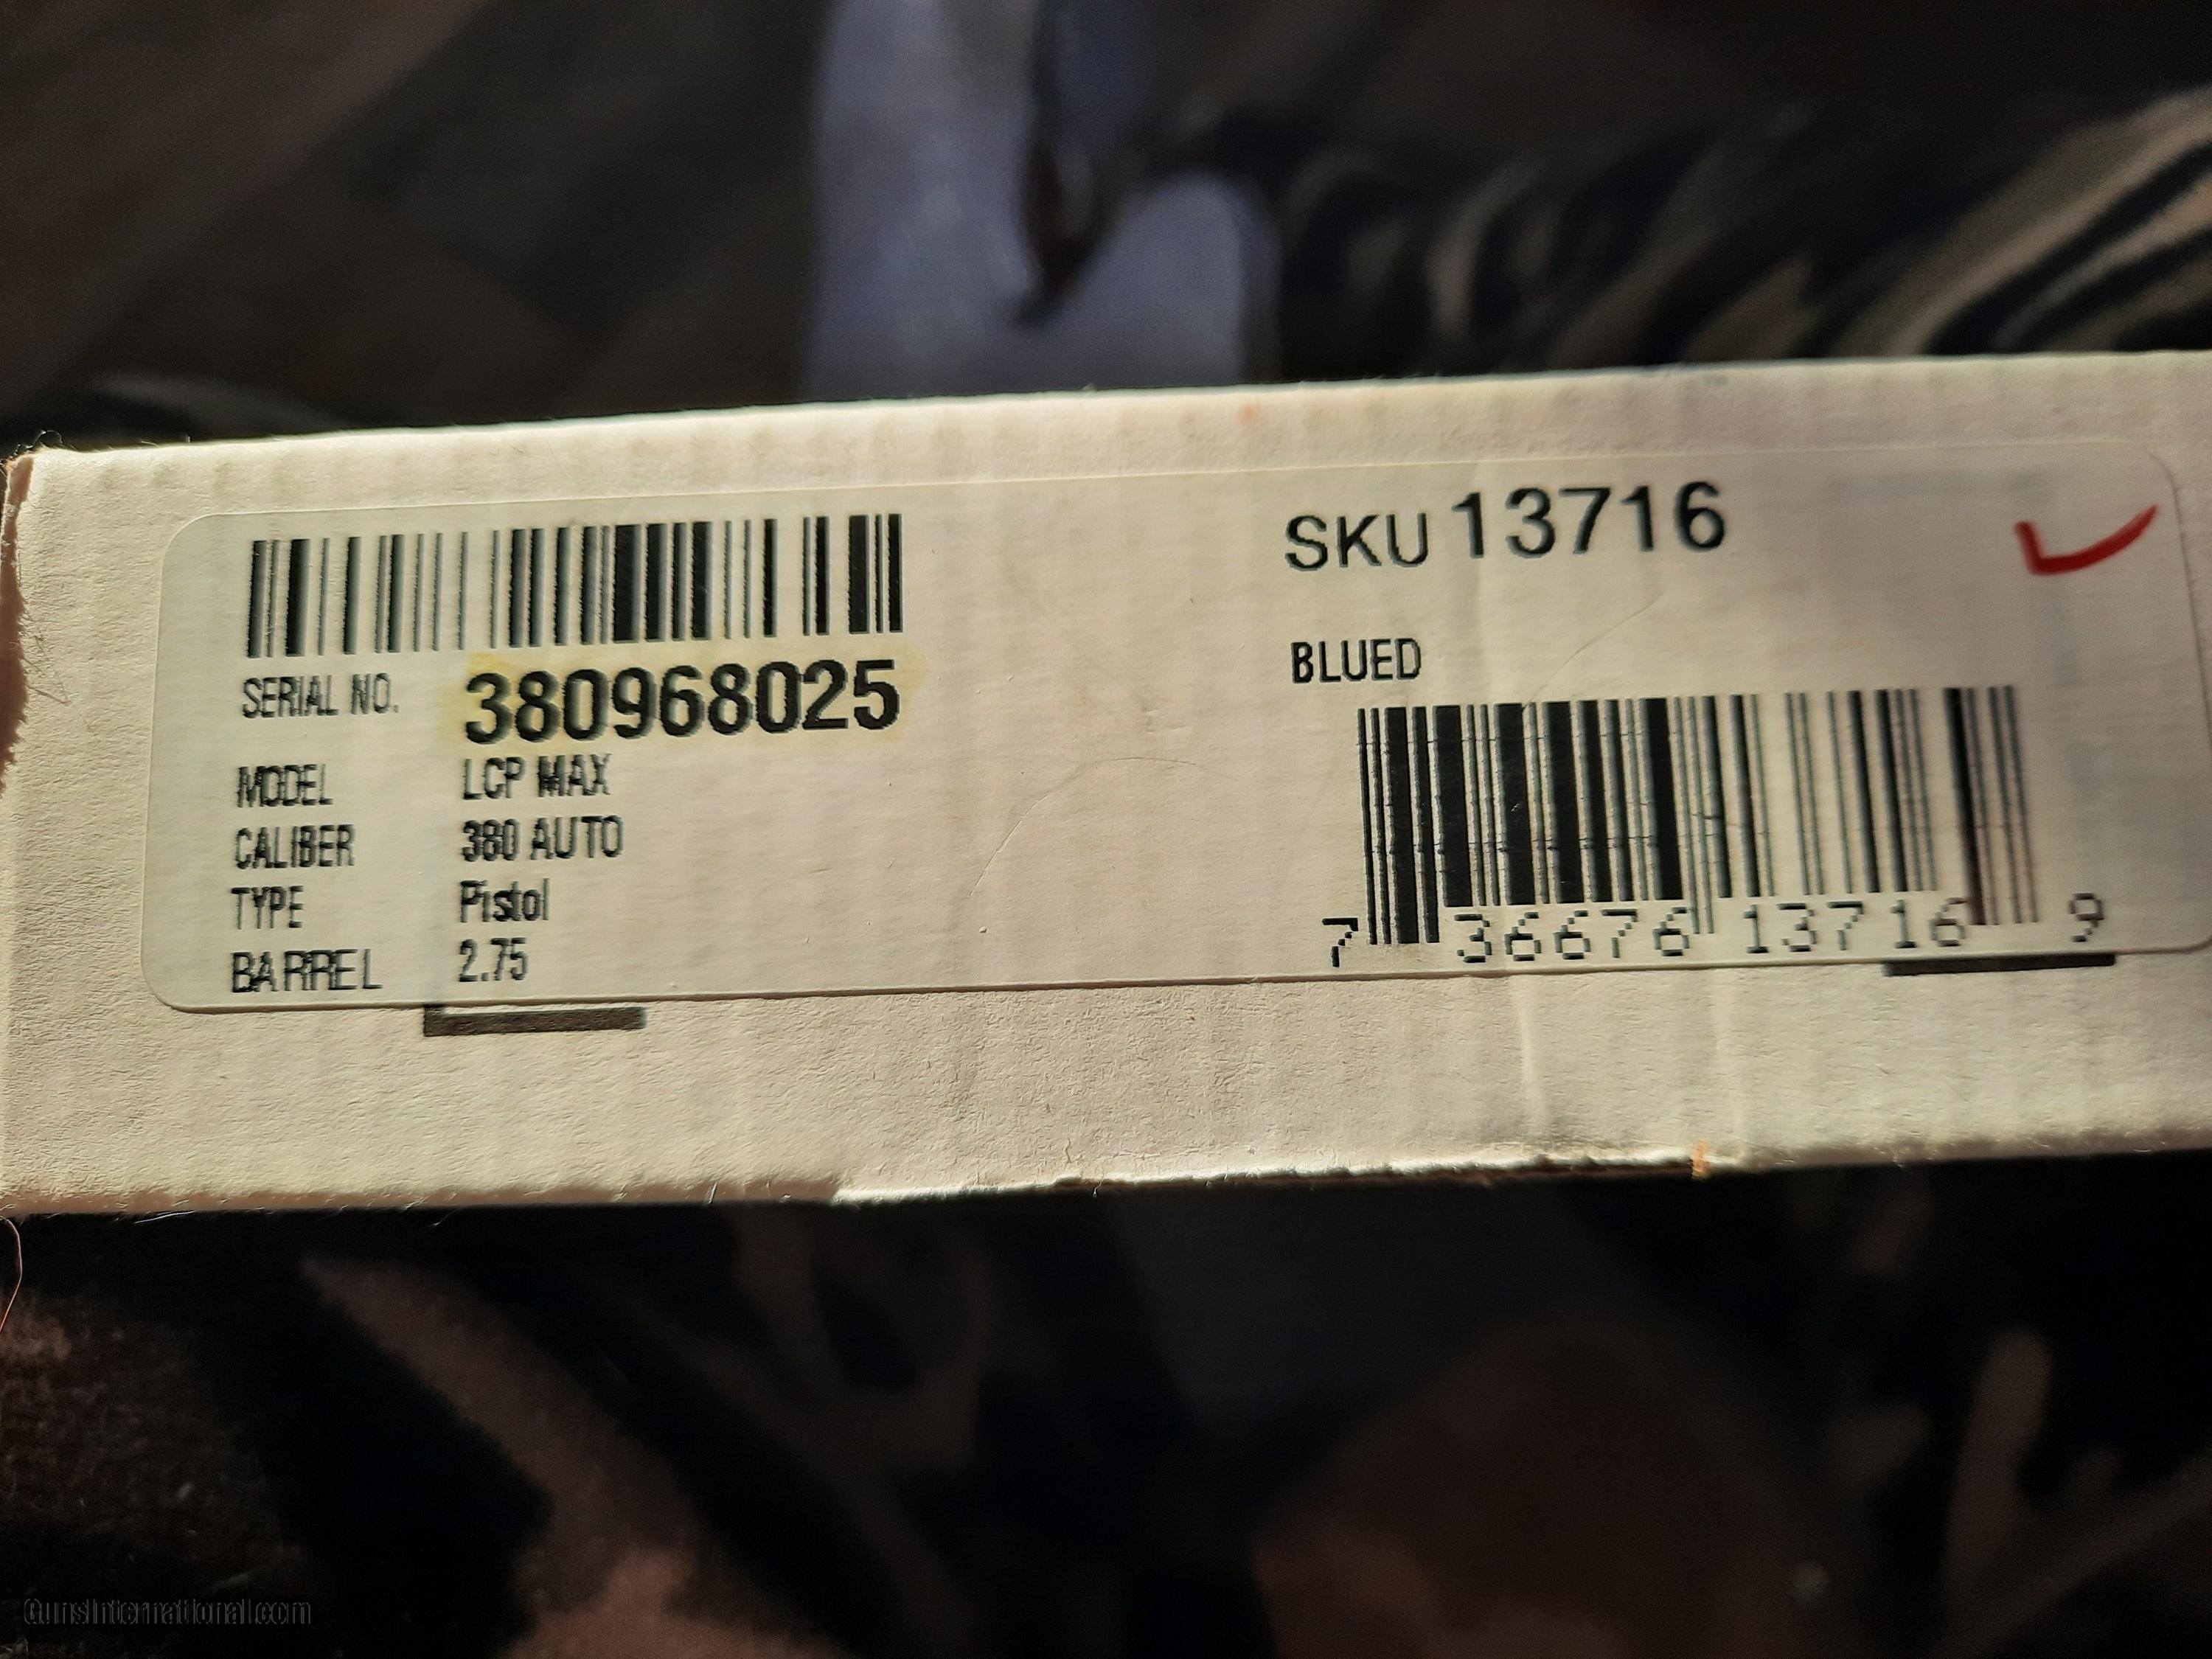 SERIAL NO. 380968025
MODEL LCP MAX
CALIBER 380 AUTO
TYPE Pistol
BARREL 2.75
SKU 13716
BLUED
7 36676 13716 9
GunsInternational.com